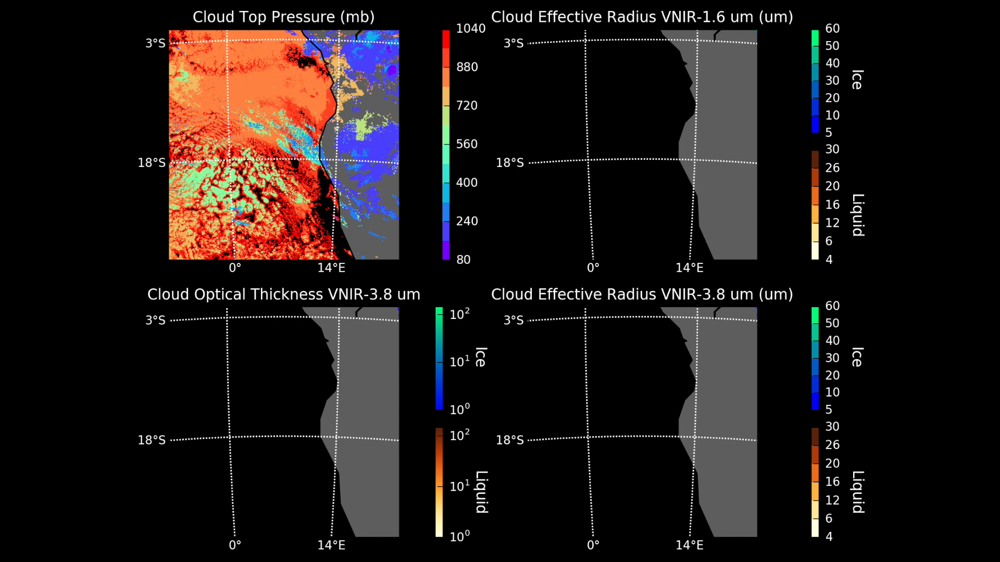 Cloud Top Pressure (mb)
3°S
18°S
0°
14°E
1040
880
720
560
400
240
80
Cloud Effective Radius VNIR-1.6 um (um)
3°S
18°S
0°
14°E
60
50
40
30
20
10
5
Ice
30
26
20
16
12
6
4
Liquid
Cloud Optical Thickness VNIR-3.8 um
3°S
18°S
0°
14°E
10²
10¹
10⁰
Ice
10²
10¹
10⁰
Liquid
Cloud Effective Radius VNIR-3.8 um (um)
3°S
18°S
0°
14°E
60
50
40
30
20
10
5
Ice
30
26
20
16
12
6
4
Liquid